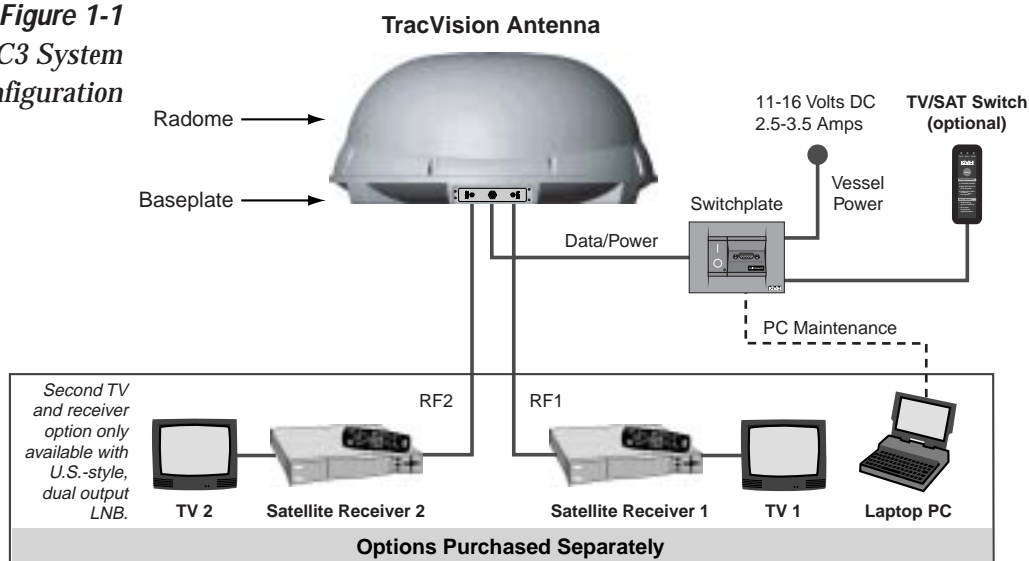 Figure 1-1
C3 System
nfiguration
TracVision Antenna
Radome
Baseplate
11-16 Volts DC
2.5-3.5 Amps
TV/SAT Switch
(optional)
Vessel
Power
Switchplate
Data/Power
PC Maintenance
Second TV
and receiver
option only
available with
U.S.-style,
dual output
LNB.
RF2
RF1
TV 2
Satellite Receiver 2
Satellite Receiver 1
TV 1
Laptop PC
Options Purchased Separately